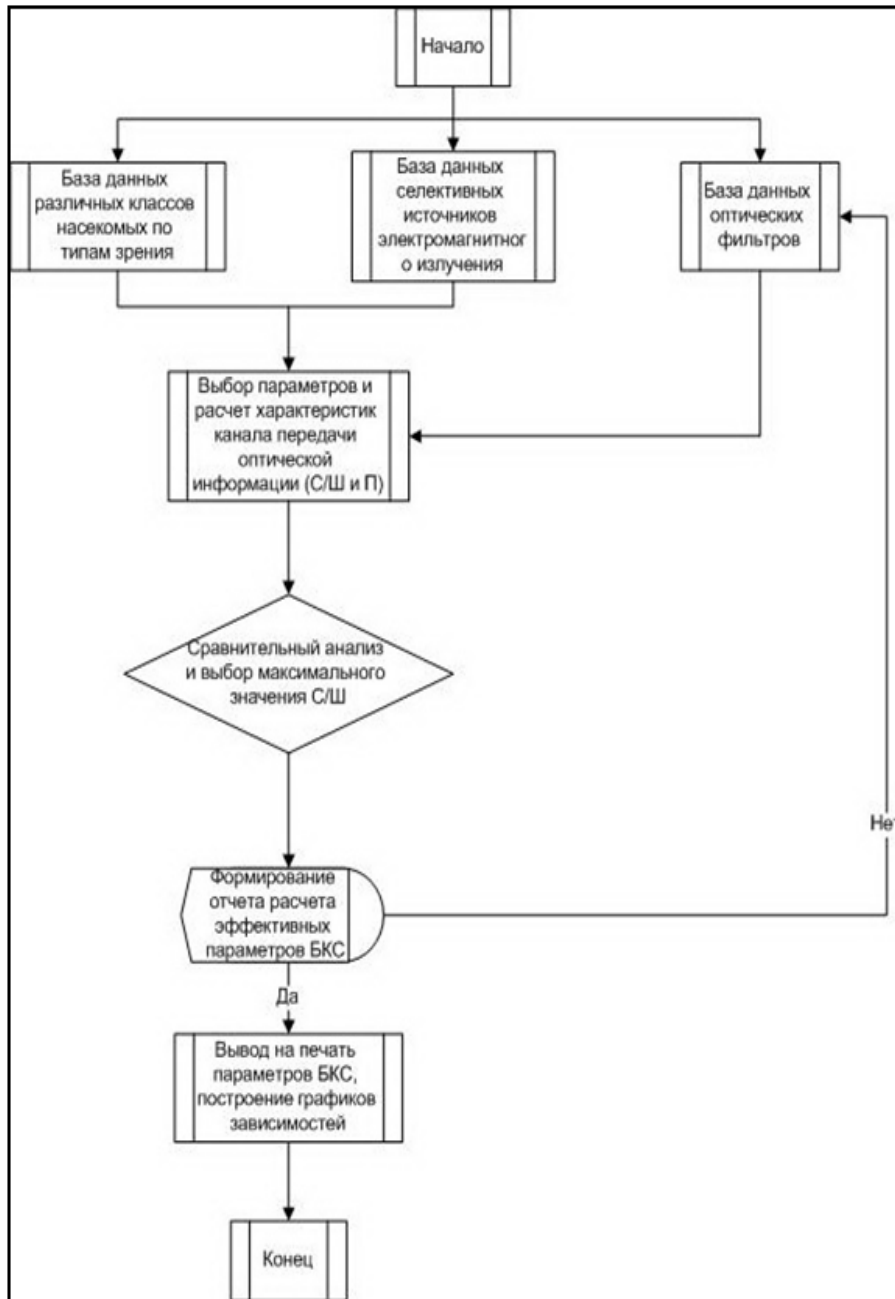 Начало
База данных
различных классов
насекомых по
типам зрения
База данных
селективных
источников
электромагнитног
о излучения
База данных
оптических
фильтров
Выбор параметров и
расчет характеристик
канала передачи
оптической
информации (С/Ш и П)
Сравнительный анализ
и выбор максимального
значения С/Ш
Нет
Формирование
отчета расчета
эффективных
параметров БКС
Да
Вывод на печать
параметров БКС,
построение графиков
зависимостей
Конец